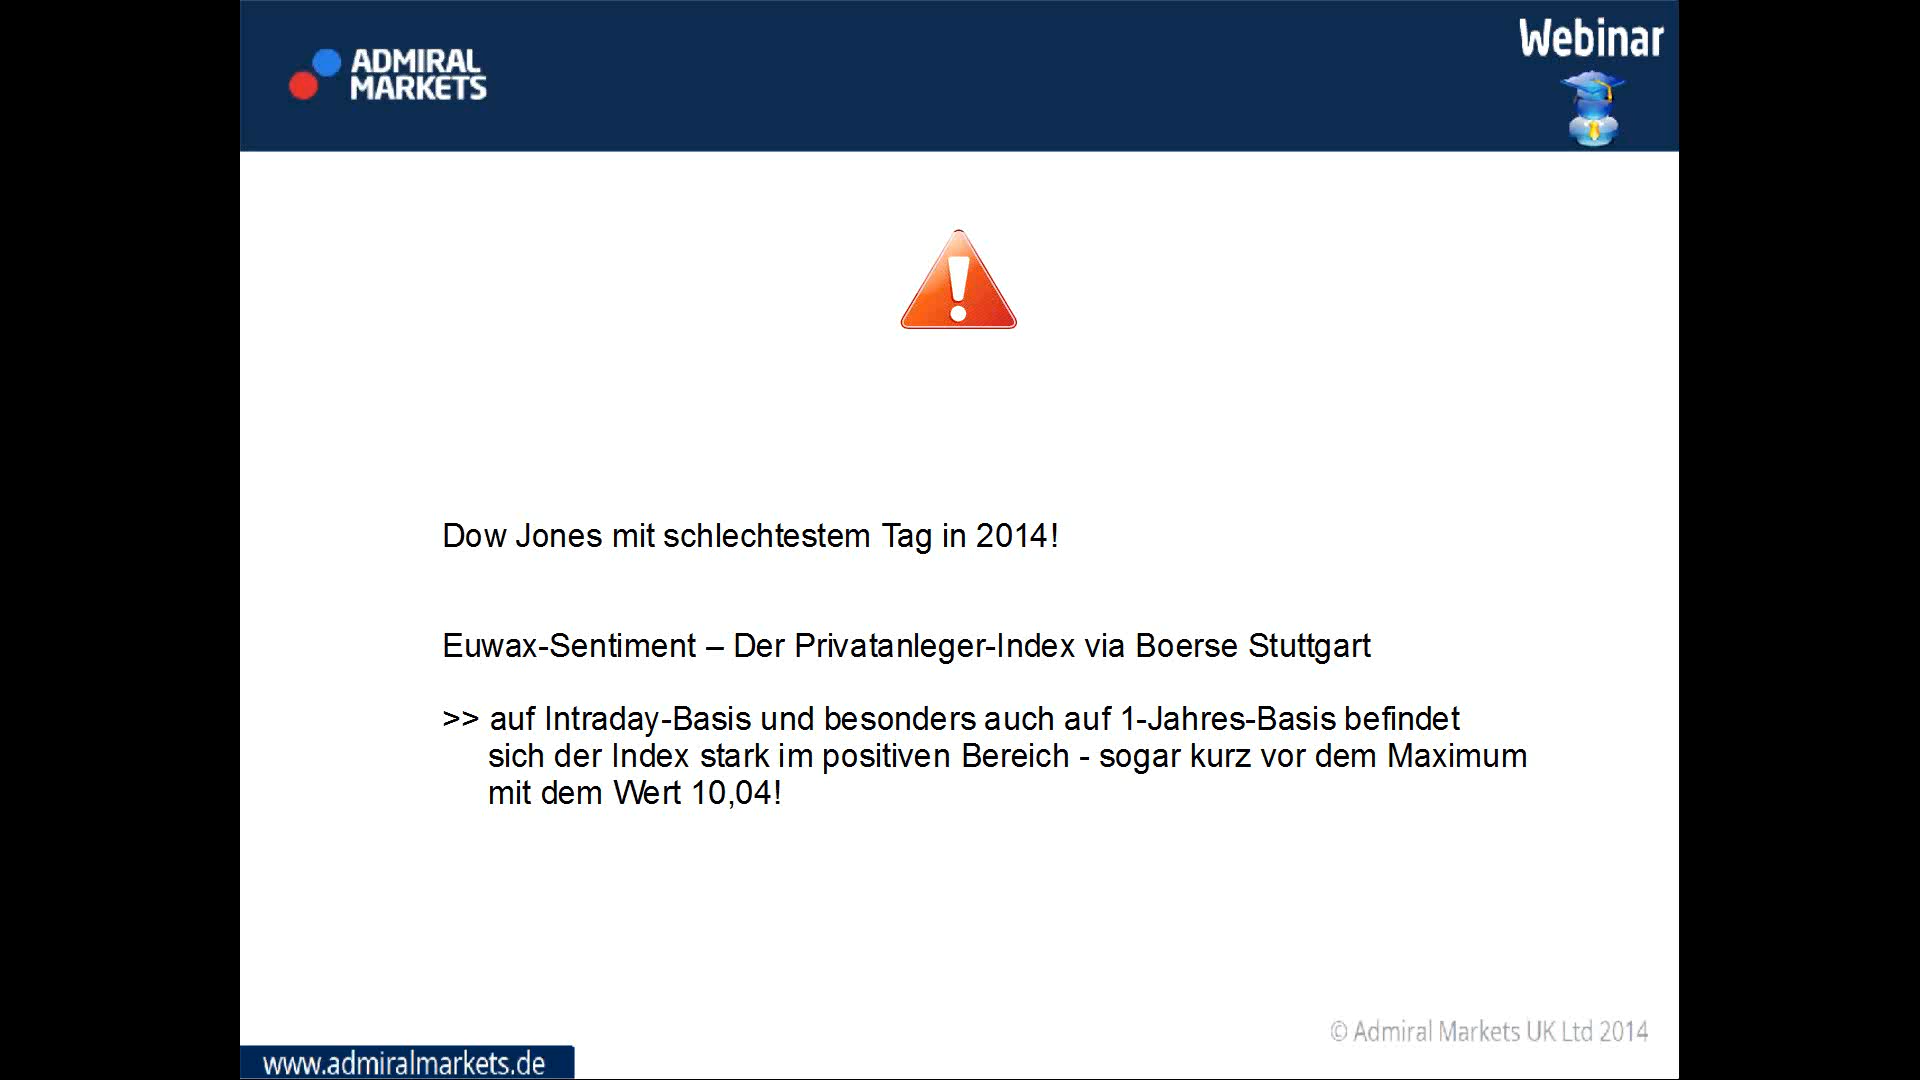 ADMIRAL
MARKETS
Webinar
Dow Jones mit schlechtestem Tag in 2014!
Euwax-Sentiment – Der Privatanleger-Index via Boerse Stuttgart
>> auf Intraday-Basis und besonders auch auf 1-Jahres-Basis befindet
sich der Index stark im positiven Bereich - sogar kurz vor dem Maximum
mit dem Wert 10,04!
© Admiral Markets UK Ltd 2014
www.admiralmarkets.de